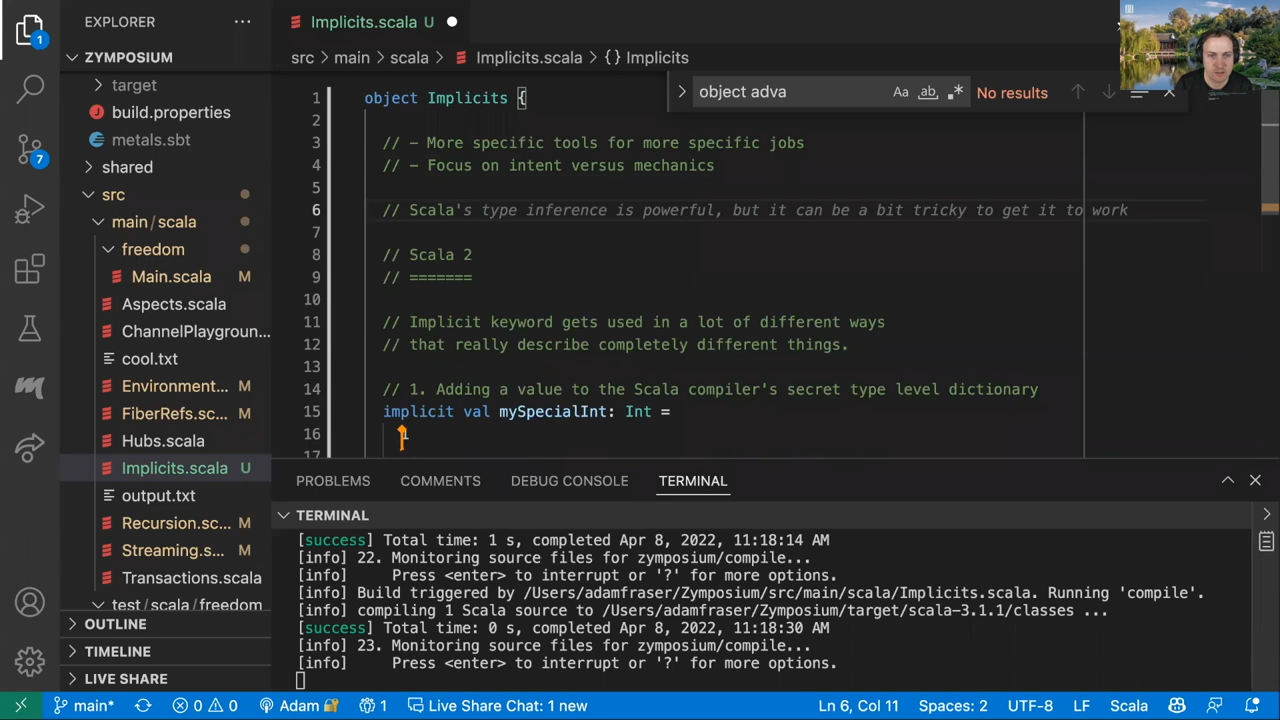 EXPLORER
ZYMPOSIUM
target
build.properties
metals.sbt
shared
src
main/scala
freedom
Main.scala M
Aspects.scala
ChannelPlaygroun...
cool.txt
Environment... M
FiberRefs.sc... M
Hubs.scala
Implicits.scala U
output.txt
Recursion.sc... M
Streaming.s... M
Transactions.scala
test/scala/freedom
OUTLINE
TIMELINE
LIVE SHARE
1
7
Implicits.scala U
src > main > scala > Implicits.scala > {} Implicits
object adva
Aa ab
No results
1 object Implicits {
2
3 // - More specific tools for more specific jobs
4 // - Focus on intent versus mechanics
5
6 // Scala's type inference is powerful, but it can be a bit tricky to get it to work
7
8 // Scala 2
9 // =======
10
11 // Implicit keyword gets used in a lot of different ways
12 // that really describe completely different things.
13
14 // 1. Adding a value to the Scala compiler's secret type level dictionary
15 implicit val mySpecialInt: Int =
16
17
PROBLEMS COMMENTS DEBUG CONSOLE TERMINAL
TERMINAL
[success] Total time: 1 s, completed Apr 8, 2022, 11:18:14 AM
[info] 22. Monitoring source files for zymposium/compile...
[info] Press <enter> to interrupt or '?' for more options.
[info] Build triggered by /Users/adamfraser/Zymposium/src/main/scala/Implicits.scala. Running 'compile'.
[info] compiling 1 Scala source to /Users/adamfraser/Zymposium/target/scala-3.1.1/classes ...
[success] Total time: 0 s, completed Apr 8, 2022, 11:18:30 AM
[info] 23. Monitoring source files for zymposium/compile...
[info] Press <enter> to interrupt or '?' for more options.
main* 0 0 Adam 1 Live Share Chat: 1 new Ln 6, Col 11 Spaces: 2 UTF-8 LF Scala